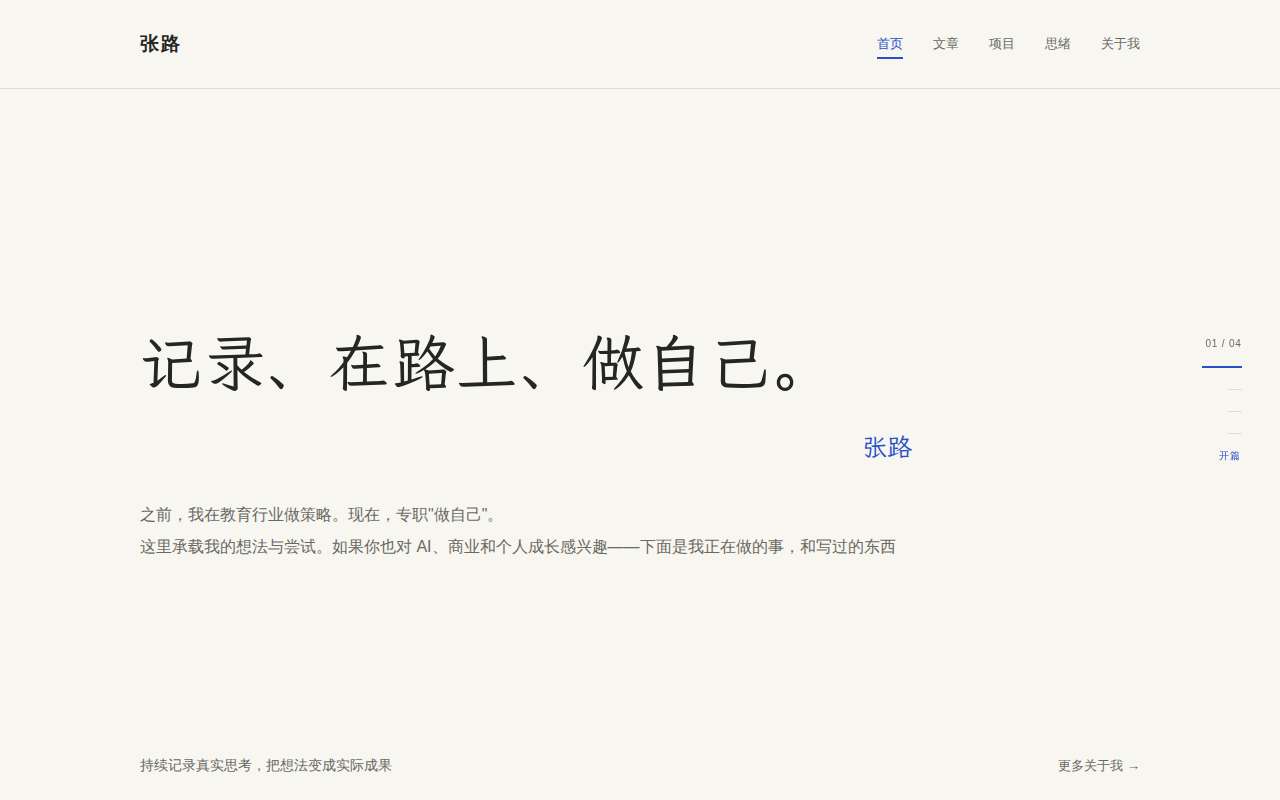 张路
首页 文章 项目 思绪 关于我
记录、在路上、做自己。
01 / 04
张路
开篇
之前，我在教育行业做策略。现在，专职"做自己"。
这里承载我的想法与尝试。如果你也对 AI、商业和个人成长感兴趣——下面是我正在做的事，和写过的东西
持续记录真实思考，把想法变成实际成果
更多关于我 →